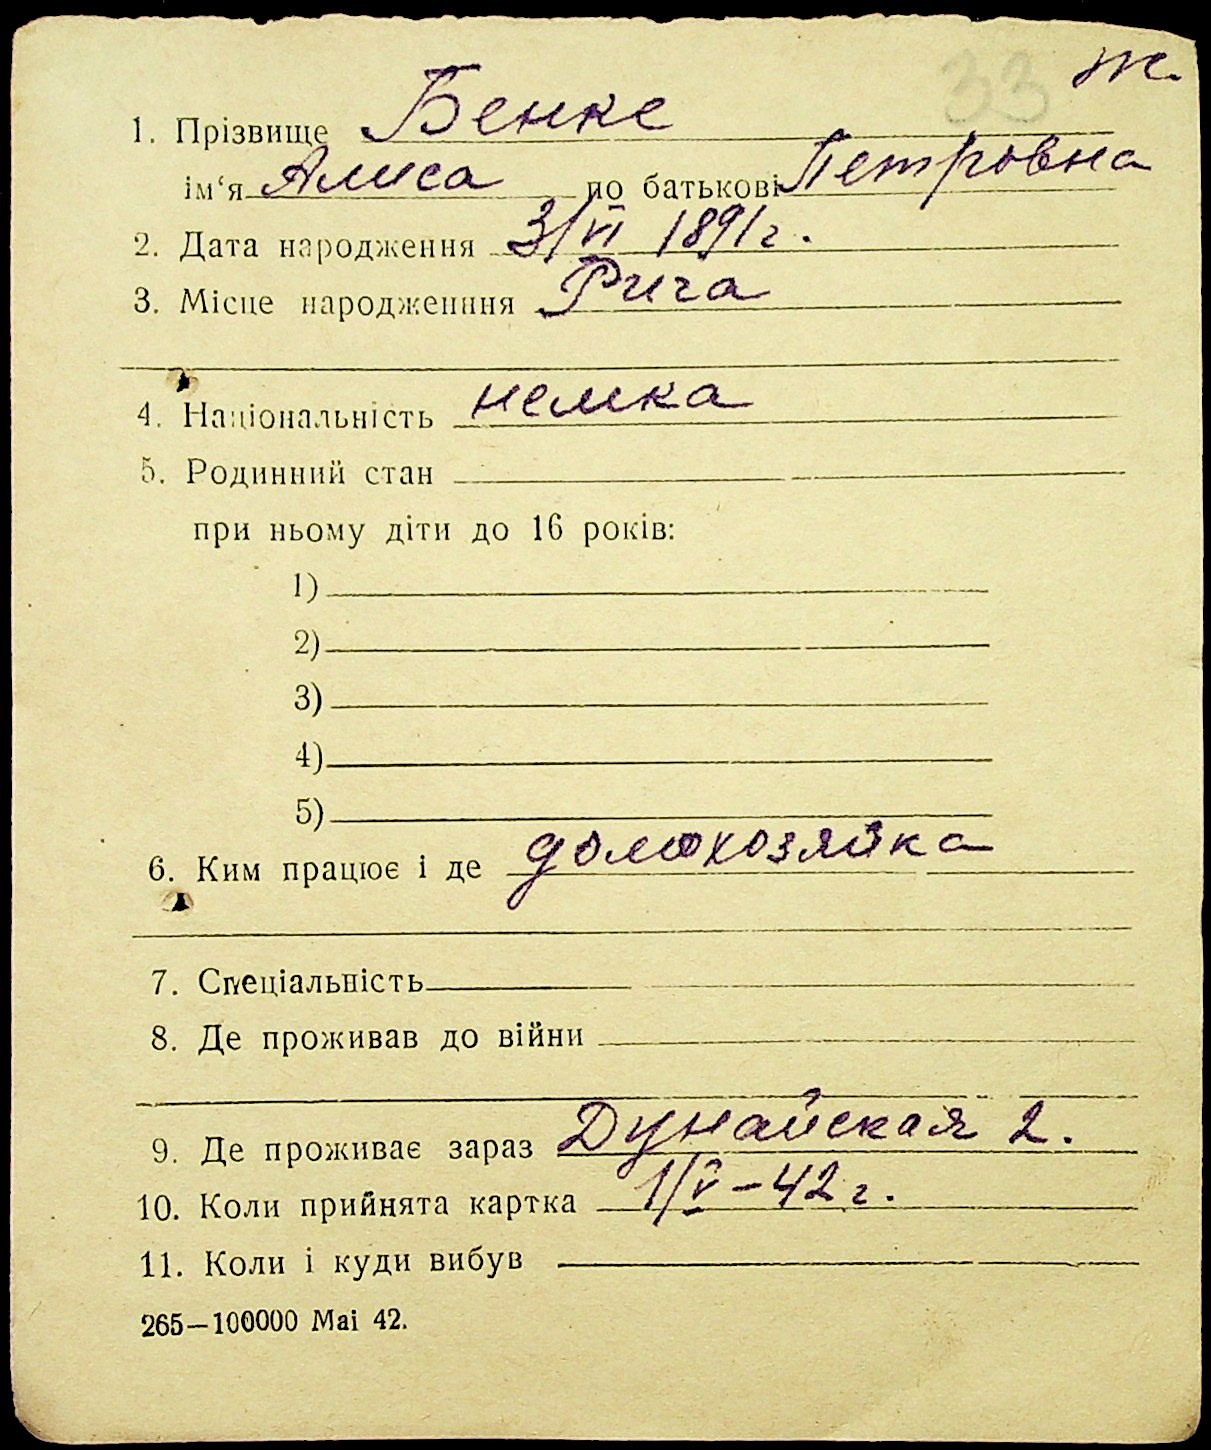 33 ж.
1. Прізвище Бенке
ім'я Алиса по батькові Петровна
2. Дата народження 3/VI 1891г.
3. Місце народженння Рига
4. Національність немка
5. Родинний стан
при ньому діти до 16 років:
1)
2)
3)
4)
5)
6. Ким працює і де домохозяйка
7. Спеціальність
8. Де проживав до війни
9. Де проживає зараз Дунайская 2.
10. Коли прийнята картка 1/V-42 г.
11. Коли і куди вибув
265—100000 Mai 42.